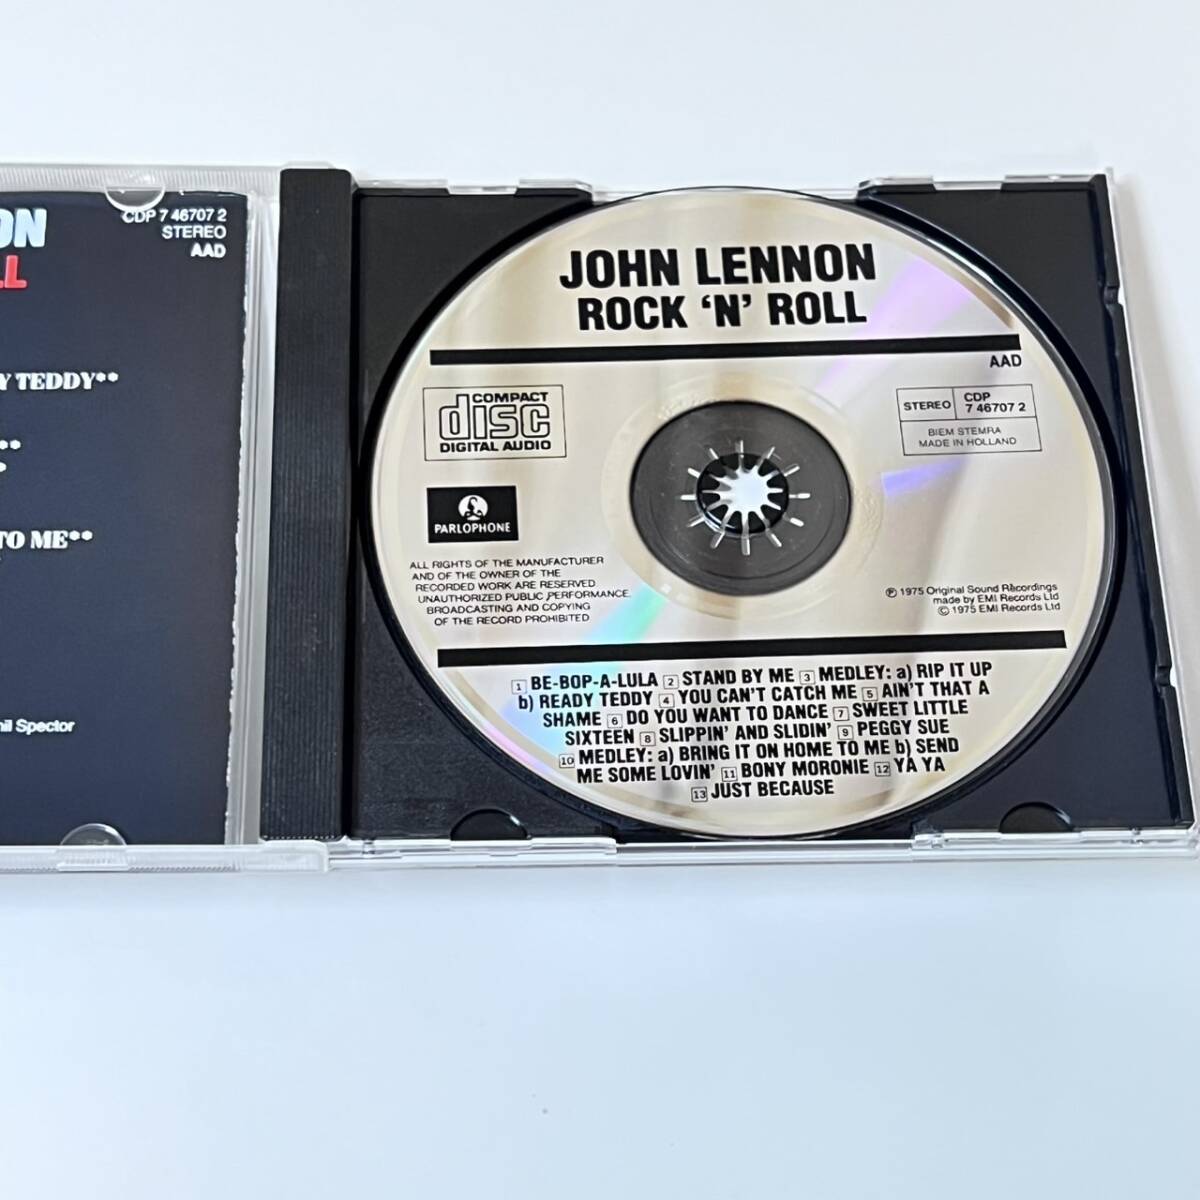 ON
LL
CDP 7 46707 2
STEREO
AAD
Y TEDDY**
**
*
TO ME**
hil Spector
JOHN LENNON
ROCK 'N' ROLL
AAD
COMPACT
disc
DIGITAL AUDIO
STEREO
CDP
7 46707 2
BIEM STEMRA
MADE IN HOLLAND
PARLOPHONE
ALL RIGHTS OF THE MANUFACTURER
AND OF THE OWNER OF THE
RECORDED WORK ARE RESERVED
UNAUTHORIZED PUBLIC PERFORMANCE.
BROADCASTING AND COPYING
OF THE RECORD PROHIBITED
℗ 1975 Original Sound Recordings
made by EMI Records Ltd
© 1975 EMI Records Ltd
1 BE-BOP-A-LULA 2 STAND BY ME 3 MEDLEY: a) RIP IT UP
b) READY TEDDY 4 YOU CAN'T CATCH ME 5 AIN'T THAT A
SHAME 6 DO YOU WANT TO DANCE 7 SWEET LITTLE
SIXTEEN 8 SLIPPIN' AND SLIDIN' 9 PEGGY SUE
10 MEDLEY: a) BRING IT ON HOME TO ME b) SEND
ME SOME LOVIN' 11 BONY MORONIE 12 YA YA
13 JUST BECAUSE